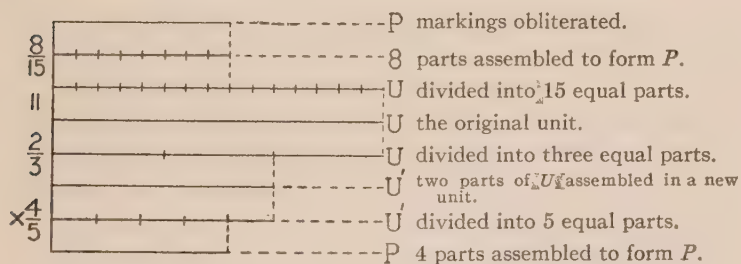 P markings obliterated.
8/15
8 parts assembled to form P.
U divided into 15 equal parts.
=
U the original unit.
2/3
U divided into three equal parts.
U' two parts of U assembled in a new
unit.
×4/5
U' divided into 5 equal parts.
P 4 parts assembled to form P.